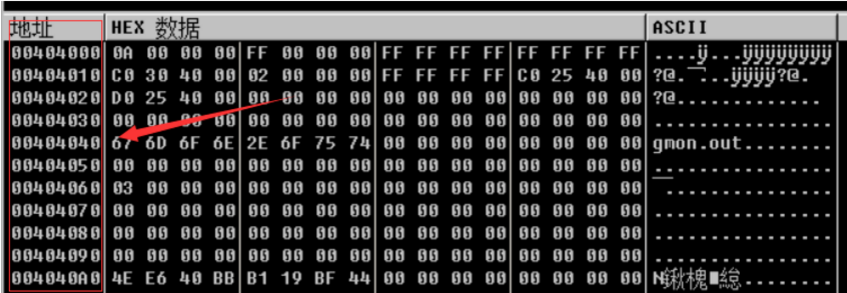 地址 HEX 数据 ASCII
00404000 0A 00 00 00 FF 00 00 00 FF FF FF FF FF FF FF FF ....ÿ...ÿÿÿÿÿÿÿÿ
00404010 C0 30 40 00 02 00 00 00 FF FF FF FF C0 25 40 00 ?@. ...ÿÿÿÿ?@.
00404020 D0 25 40 00 00 00 00 00 00 00 00 00 00 00 00 00 ?@.............
00404030 00 00 00 00 00 00 00 00 00 00 00 00 00 00 00 00 ................
00404040 67 6D 6F 6E 2E 6F 75 74 00 00 00 00 00 00 00 00 gmon.out........
00404050 00 00 00 00 00 00 00 00 00 00 00 00 00 00 00 00 ................
00404060 03 00 00 00 00 00 00 00 00 00 00 00 00 00 00 00 ...............
00404070 00 00 00 00 00 00 00 00 00 00 00 00 00 00 00 00 ................
00404080 00 00 00 00 00 00 00 00 00 00 00 00 00 00 00 00 ................
00404090 00 00 00 00 00 00 00 00 00 00 00 00 00 00 00 00 ................
004040A0 4E E6 40 BB B1 19 BF 44 00 00 00 00 00 00 00 00 N........